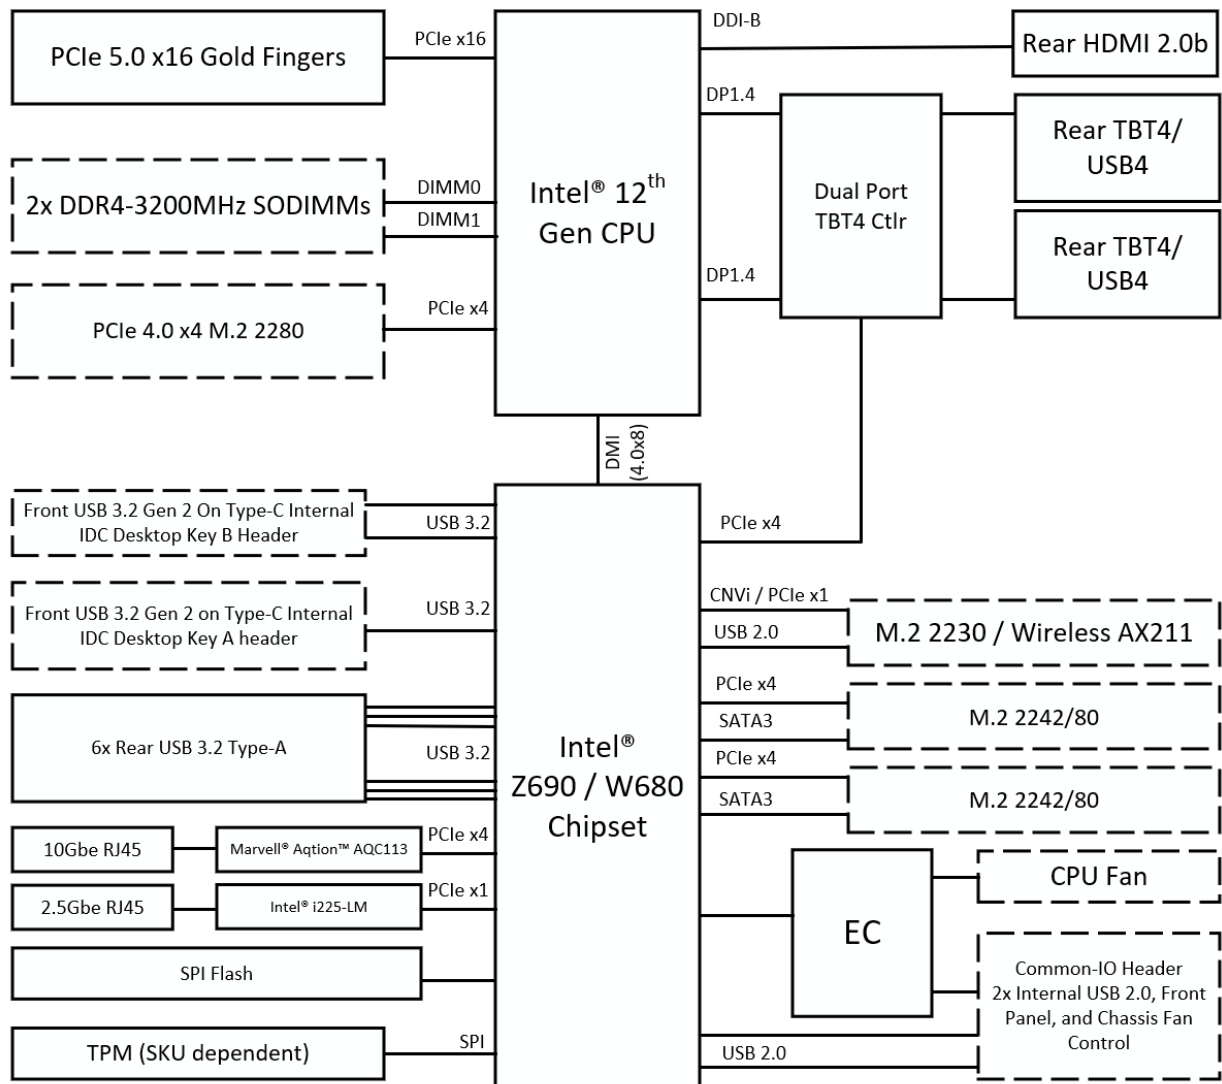 PCIe 5.0 x16 Gold Fingers
PCIe x16
DDI-B
Rear HDMI 2.0b
2x DDR4-3200MHz SODIMMs
DIMM0
DIMM1
Intel® 12th
Gen CPU
DP1.4
DP1.4
Dual Port
TBT4 Ctlr
Rear TBT4/
USB4
Rear TBT4/
USB4
PCIe 4.0 x4 M.2 2280
PCIe x4
DMI
(4.0x8)
Front USB 3.2 Gen 2 On Type-C Internal
IDC Desktop Key B Header
USB 3.2
Front USB 3.2 Gen 2 on Type-C Internal
IDC Desktop Key A header
USB 3.2
6x Rear USB 3.2 Type-A
USB 3.2
10Gbe RJ45
Marvell® Aqtion™ AQC113
PCIe x4
2.5Gbe RJ45
Intel® i225-LM
PCIe x1
SPI Flash
TPM (SKU dependent)
SPI
Intel®
Z690 / W680
Chipset
PCIe x4
CNVi / PCIe x1
USB 2.0
M.2 2230 / Wireless AX211
PCIe x4
SATA3
M.2 2242/80
PCIe x4
SATA3
M.2 2242/80
EC
CPU Fan
Common-IO Header
2x Internal USB 2.0, Front
Panel, and Chassis Fan
Control
USB 2.0